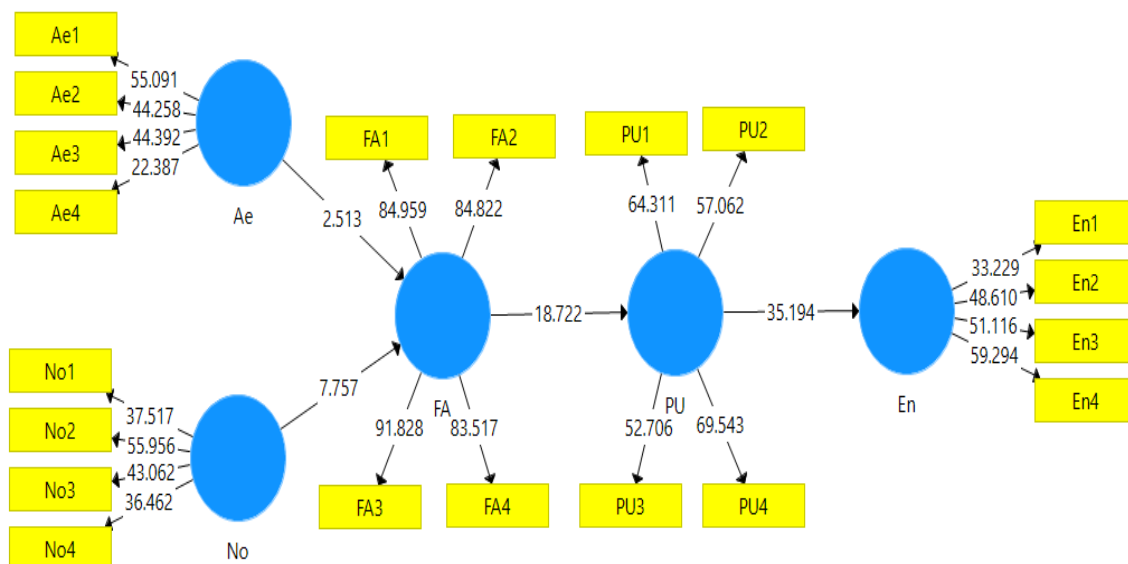 Ae1
Ae2
Ae3
Ae4
55.091
44.258
44.392
22.387
Ae
2.513
FA1
FA2
84.959
84.822
PU1
PU2
64.311
57.062
En1
En2
En3
En4
33.229
48.610
51.116
59.294
En
18.722
35.194
No1
No2
No3
No4
37.517
55.956
43.062
36.462
No
7.757
FA
91.828
83.517
FA3
FA4
PU
52.706
69.543
PU3
PU4